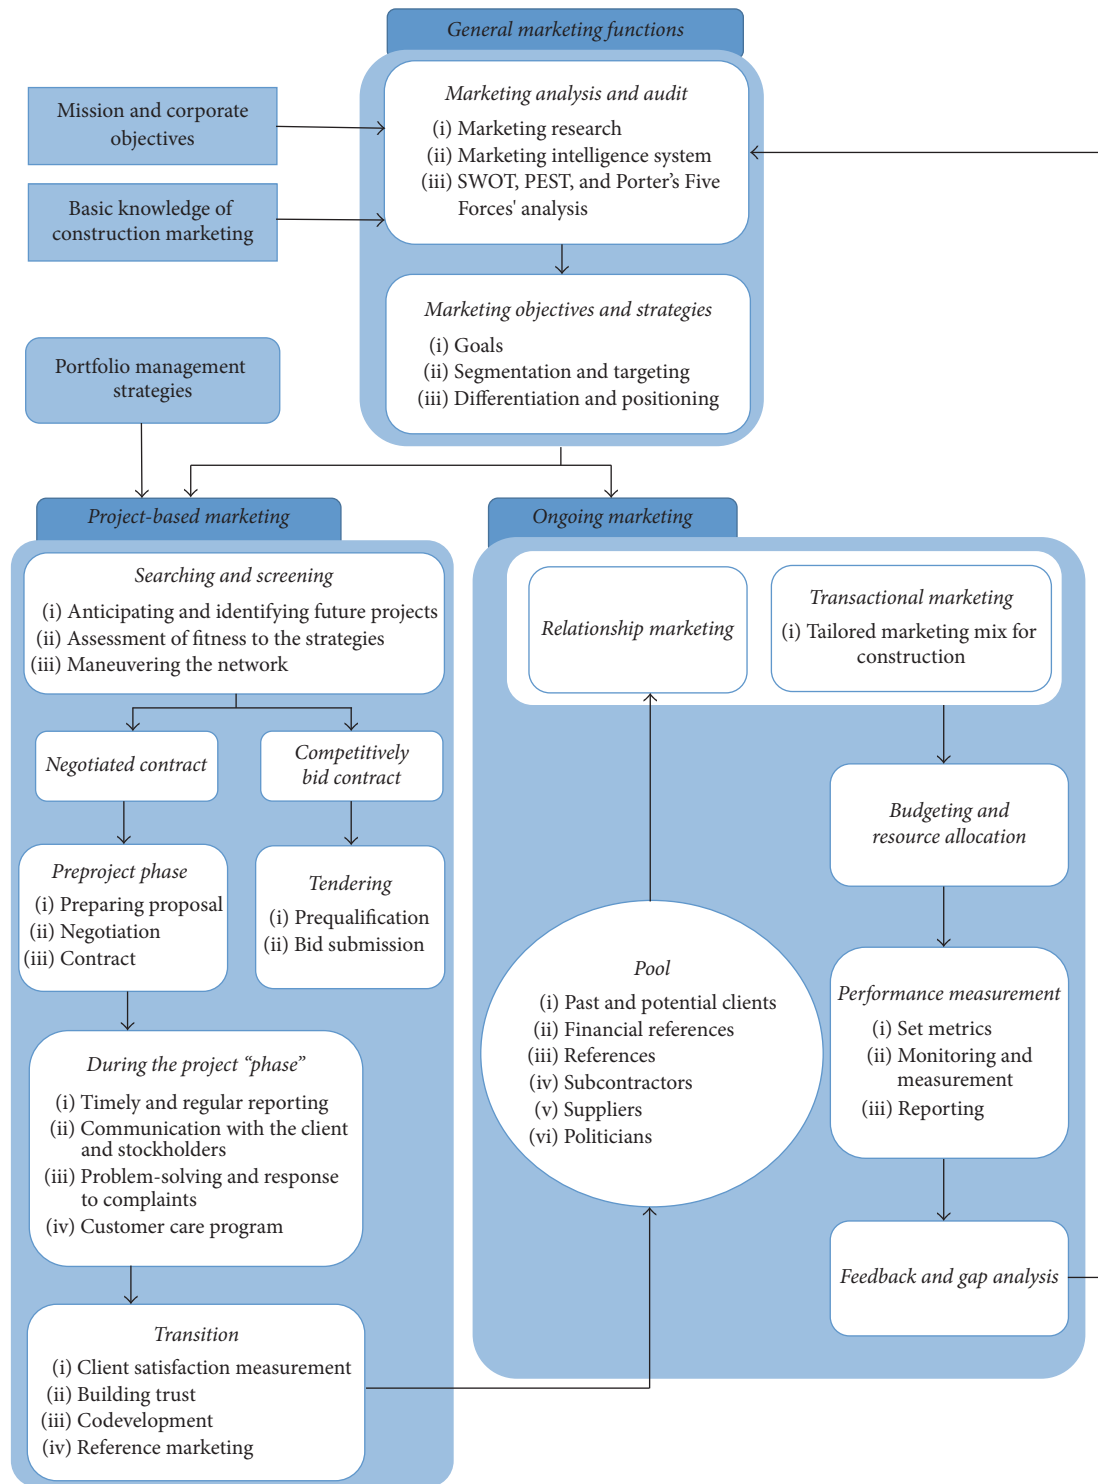 General marketing functions
Marketing analysis and audit
(i) Marketing research
(ii) Marketing intelligence system
(iii) SWOT, PEST, and Porter's Five
Forces' analysis
Mission and corporate
objectives
Basic knowledge of
construction marketing
Marketing objectives and strategies
(i) Goals
(ii) Segmentation and targeting
(iii) Differentiation and positioning
Portfolio management
strategies
Project-based marketing
Searching and screening
(i) Anticipating and identifying future projects
(ii) Assessment of fitness to the strategies
(iii) Maneuvering the network
Negotiated contract
Competitively
bid contract
Preproject phase
(i) Preparing proposal
(ii) Negotiation
(iii) Contract
Tendering
(i) Prequalification
(ii) Bid submission
During the project “phase”
(i) Timely and regular reporting
(ii) Communication with the client
and stockholders
(iii) Problem-solving and response
to complaints
(iv) Customer care program
Transition
(i) Client satisfaction measurement
(ii) Building trust
(iii) Codevelopment
(iv) Reference marketing
Ongoing marketing
Relationship marketing
Transactional marketing
(i) Tailored marketing mix for
construction
Budgeting and
resource allocation
Pool
(i) Past and potential clients
(ii) Financial references
(iii) References
(iv) Subcontractors
(v) Suppliers
(vi) Politicians
Performance measurement
(i) Set metrics
(ii) Monitoring and
measurement
(iii) Reporting
Feedback and gap analysis